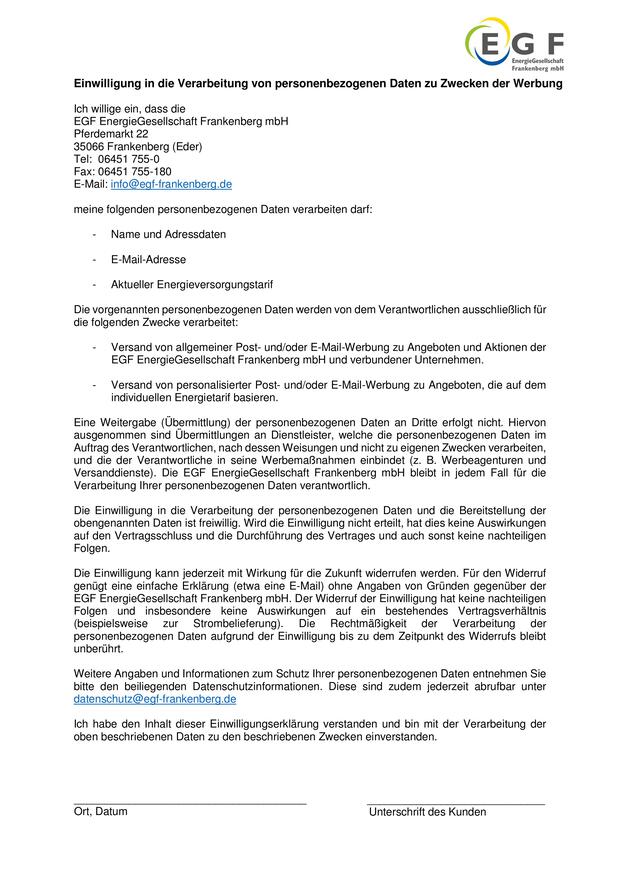 EGF
EnergieGesellschaft
Frankenberg mbH
Einwilligung in die Verarbeitung von personenbezogenen Daten zu Zwecken der Werbung
Ich willige ein, dass die
EGF EnergieGesellschaft Frankenberg mbH
Pferdemarkt 22
35066 Frankenberg (Eder)
Tel: 06451 755-0
Fax: 06451 755-180
E-Mail: info@egf-frankenberg.de
meine folgenden personenbezogenen Daten verarbeiten darf:
- Name und Adressdaten
- E-Mail-Adresse
- Aktueller Energieversorgungstarif
Die vorgenannten personenbezogenen Daten werden von dem Verantwortlichen ausschließlich für
die folgenden Zwecke verarbeitet:
- Versand von allgemeiner Post- und/oder E-Mail-Werbung zu Angeboten und Aktionen der
EGF EnergieGesellschaft Frankenberg mbH und verbundener Unternehmen.
- Versand von personalisierter Post- und/oder E-Mail-Werbung zu Angeboten, die auf dem
individuellen Energietarif basieren.
Eine Weitergabe (Übermittlung) der personenbezogenen Daten an Dritte erfolgt nicht. Hiervon
ausgenommen sind Übermittlungen an Dienstleister, welche die personenbezogenen Daten im
Auftrag des Verantwortlichen, nach dessen Weisungen und nicht zu eigenen Zwecken verarbeiten,
und die der Verantwortliche in seine Werbemaßnahmen einbindet (z. B. Werbeagenturen und
Versanddienste). Die EGF EnergieGesellschaft Frankenberg mbH bleibt in jedem Fall für die
Verarbeitung Ihrer personenbezogenen Daten verantwortlich.
Die Einwilligung in die Verarbeitung der personenbezogenen Daten und die Bereitstellung der
obengenannten Daten ist freiwillig. Wird die Einwilligung nicht erteilt, hat dies keine Auswirkungen
auf den Vertragsschluss und die Durchführung des Vertrages und auch sonst keine nachteiligen
Folgen.
Die Einwilligung kann jederzeit mit Wirkung für die Zukunft widerrufen werden. Für den Widerruf
genügt eine einfache Erklärung (etwa eine E-Mail) ohne Angaben von Gründen gegenüber der
EGF EnergieGesellschaft Frankenberg mbH. Der Widerruf der Einwilligung hat keine nachteiligen
Folgen und insbesondere keine Auswirkungen auf ein bestehendes Vertragsverhältnis
(beispielsweise zur Strombelieferung). Die Rechtmäßigkeit der Verarbeitung der
personenbezogenen Daten aufgrund der Einwilligung bis zu dem Zeitpunkt des Widerrufs bleibt
unberührt.
Weitere Angaben und Informationen zum Schutz Ihrer personenbezogenen Daten entnehmen Sie
bitte den beiliegenden Datenschutzinformationen. Diese sind zudem jederzeit abrufbar unter
datenschutz@egf-frankenberg.de
Ich habe den Inhalt dieser Einwilligungserklärung verstanden und bin mit der Verarbeitung der
oben beschriebenen Daten zu den beschriebenen Zwecken einverstanden.
Ort, Datum
Unterschrift des Kunden